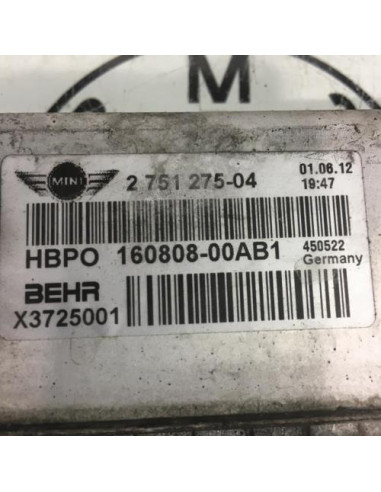 M
MINI 2 751 275-04 01.06.12
19:47
HBPO 160808-00AB1 450522
Germany
BEHR
X3725001